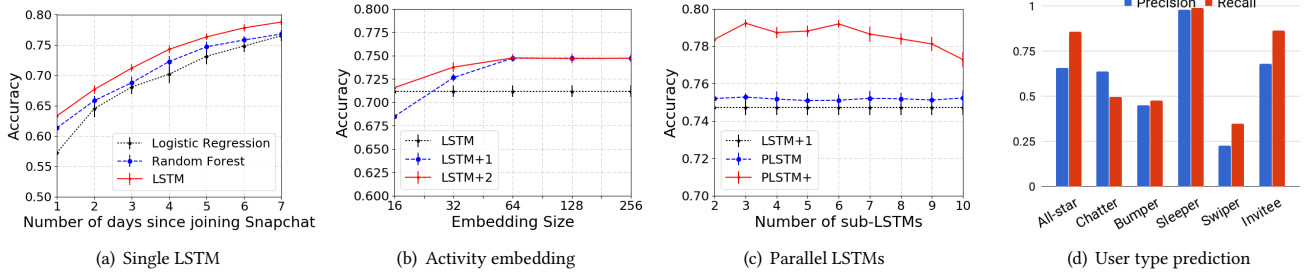 Accuracy
0.80
0.75
0.70
0.65
0.60
0.55
0.50
1 2 3 4 5 6 7
Number of days since joining Snapchat
Logistic Regression
Random Forest
LSTM
(a) Single LSTM
Accuracy
0.800
0.775
0.750
0.725
0.700
0.675
0.650
0.625
0.600
16 32 64 128 256
Embedding Size
LSTM
LSTM+1
LSTM+2
(b) Activity embedding
Accuracy
0.80
0.78
0.76
0.74
0.72
0.70
2 3 4 5 6 7 8 9 10
Number of sub-LSTMs
LSTM+1
PLSTM
PLSTM+
(c) Parallel LSTMs
Precision Recall
1
0.75
0.5
0.25
0
All-star Chatter Bumper Sleeper Swiper Invitee
(d) User type prediction